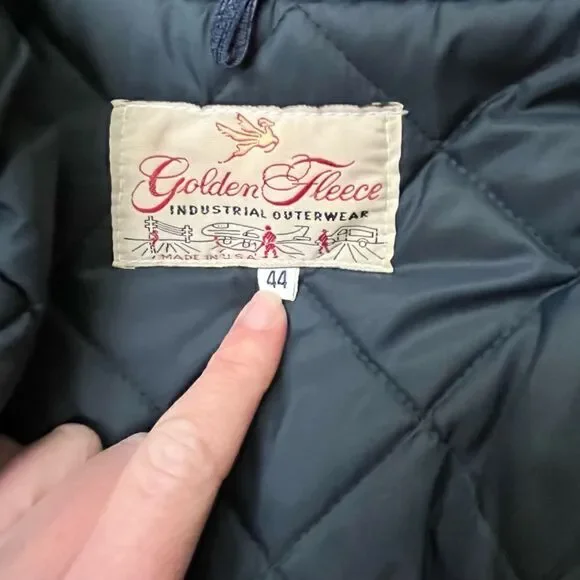 Golden Fleece
INDUSTRIAL OUTERWEAR
MADE IN U.S.A.
44